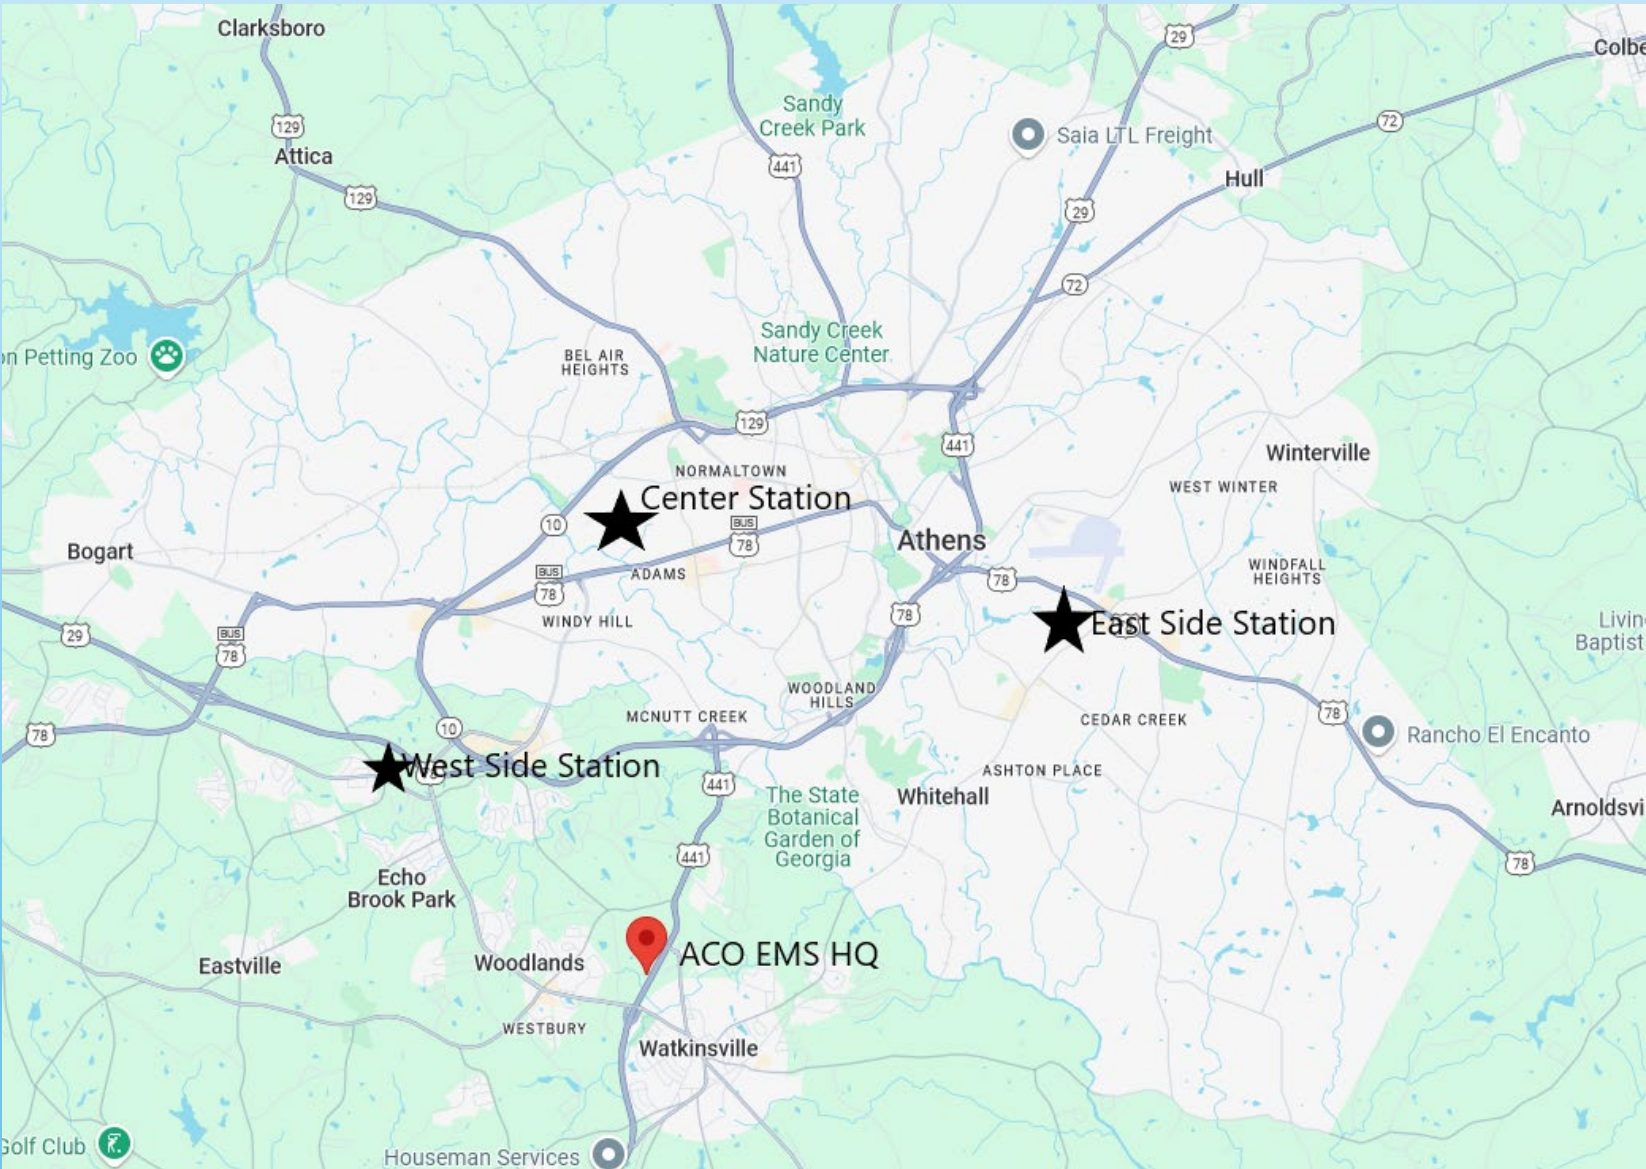 Clarksboro
29
Colbe
Sandy
Creek Park
129
Saia LTL Freight
72
Attica
441
Hull
129
29
72
Sandy Creek
Nature Center
on Petting Zoo
BEL AIR
HEIGHTS
129
441
Winterville
NORMALTOWN
WEST WINTER
Center Station
10
BUS
78
Athens
Bogart
BUS
78
ADAMS
78
WINDFALL
HEIGHTS
WINDY HILL
78
East Side Station
29
BUS
78
Livin
Baptist
WOODLAND
HILLS
MCNUTT CREEK
CEDAR CREEK
78
10
78
Rancho El Encanto
West Side Station
ASHTON PLACE
441
Whitehall
The State
Botanical
Garden of
Georgia
Arnoldsvi
441
78
Echo
Brook Park
ACO EMS HQ
Eastville
Woodlands
WESTBURY
Watkinsville
Golf Club
Houseman Services